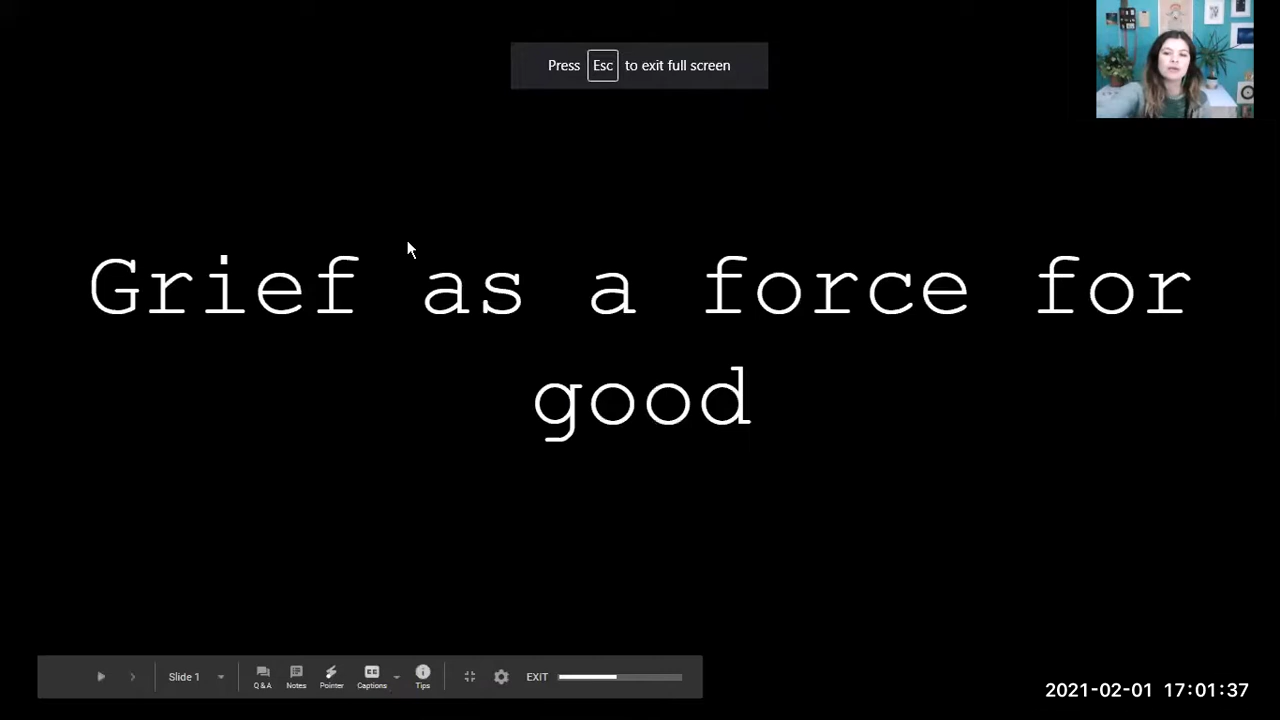 Press Esc to exit full screen
Grief as a force for
good
Slide 1
Q&A
Notes
Pointer
CC
Captions
Tips
EXIT
2021-02-01 17:01:37